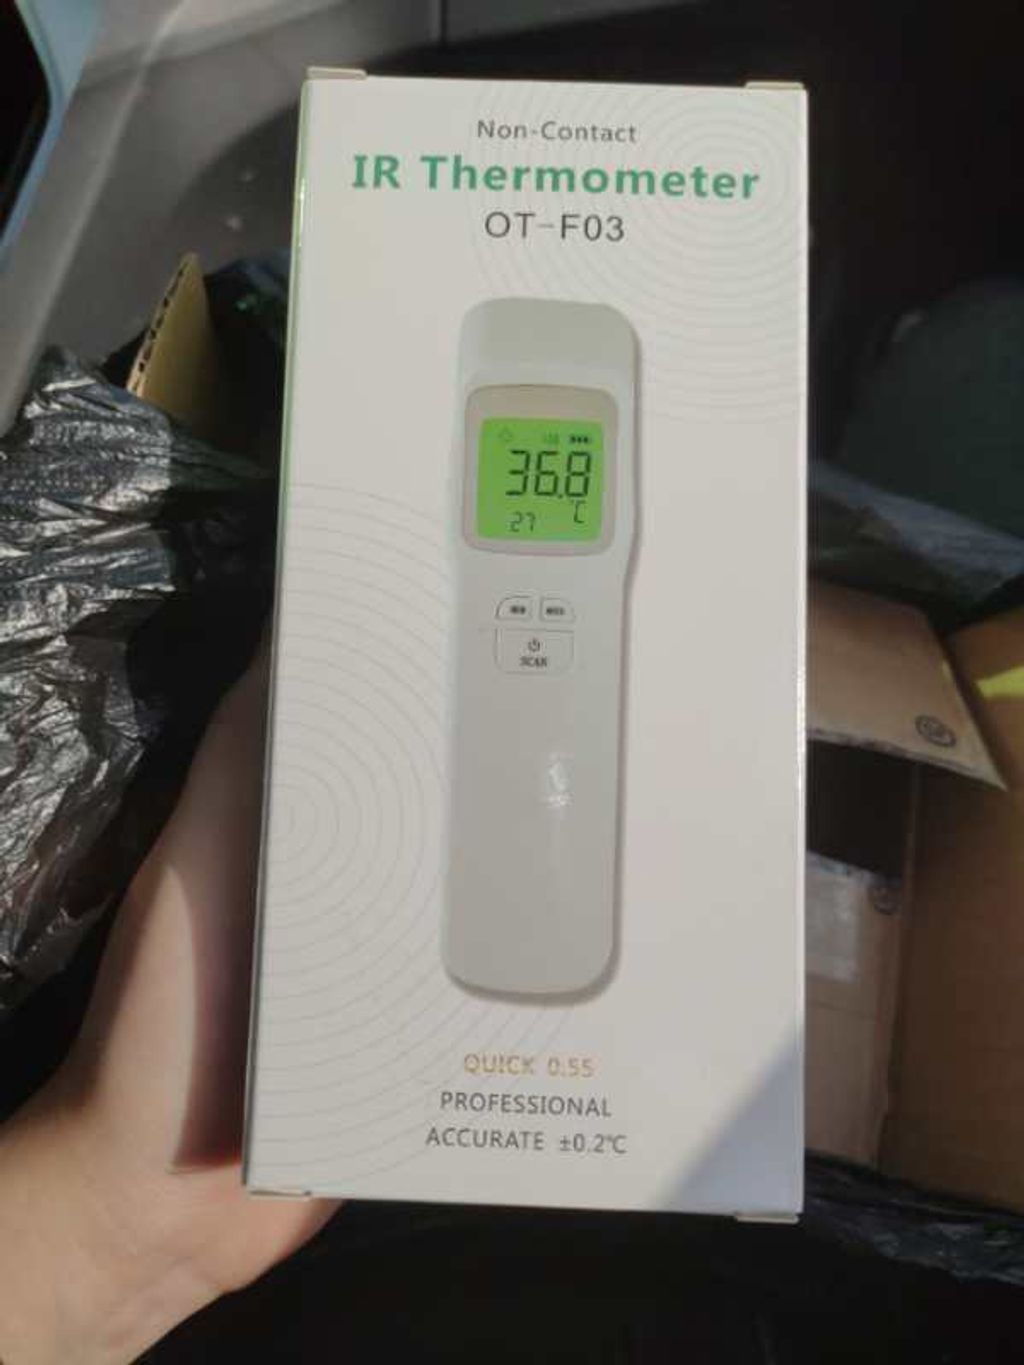 Non-Contact
IR Thermometer
OT-F03
36.8
℃
27
SCAN
QUICK 0.5S
PROFESSIONAL
ACCURATE ±0.2℃